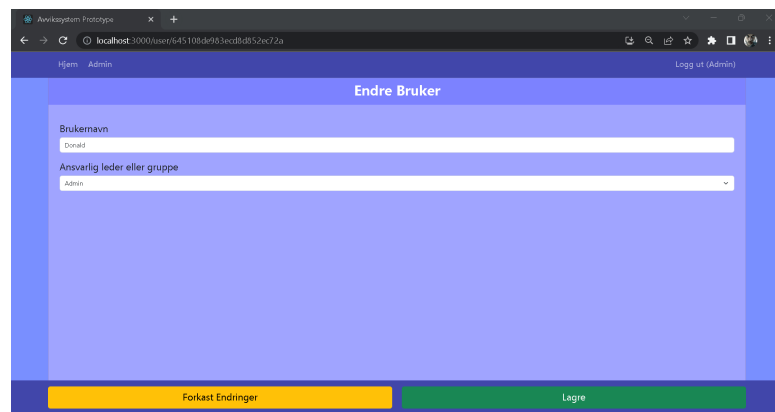 Avvikssystem Prototype
localhost:3000/user/645108de983ecd8d852ec72a
Hjem Admin Logg ut (Admin)
Endre Bruker
Brukernavn
Donald
Ansvarlig leder eller gruppe
Admin
Forkast Endringer Lagre